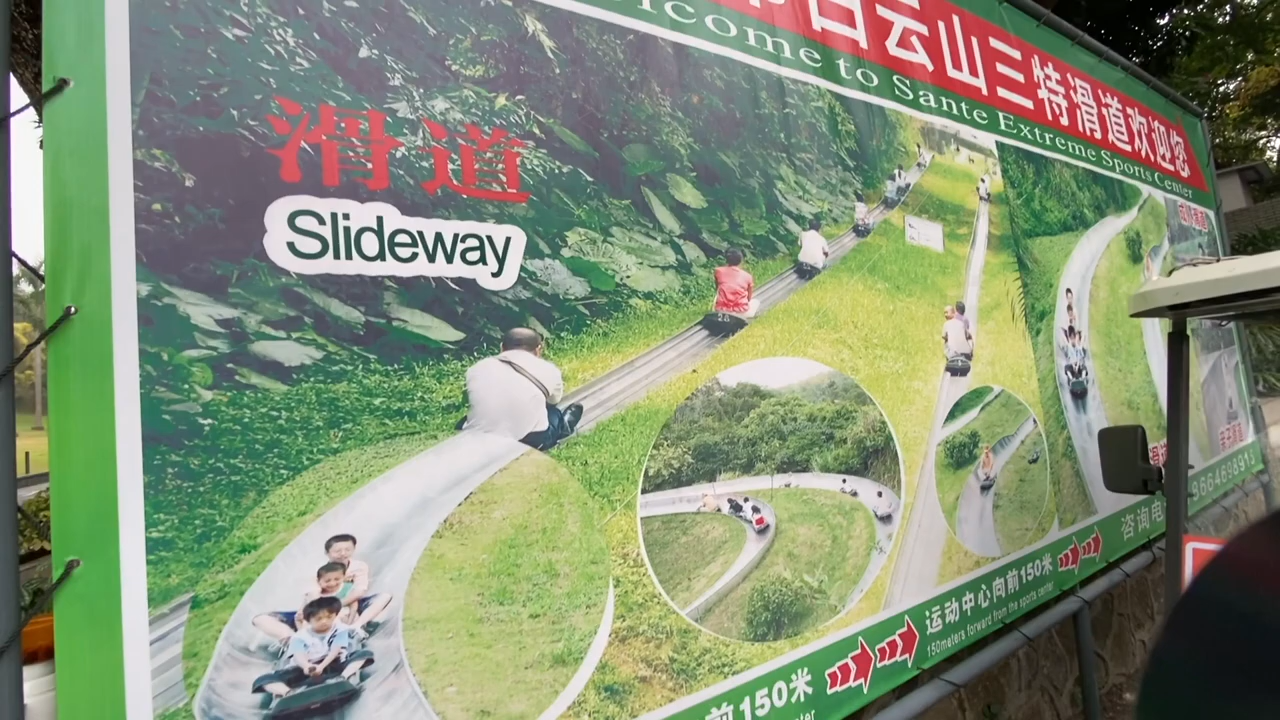 白云山三特滑道欢迎您
to Sante Extreme Sports Center
滑道
Slideway
前150米
运动中心向前150米
150meters forward from the sports center
咨询电
966469891